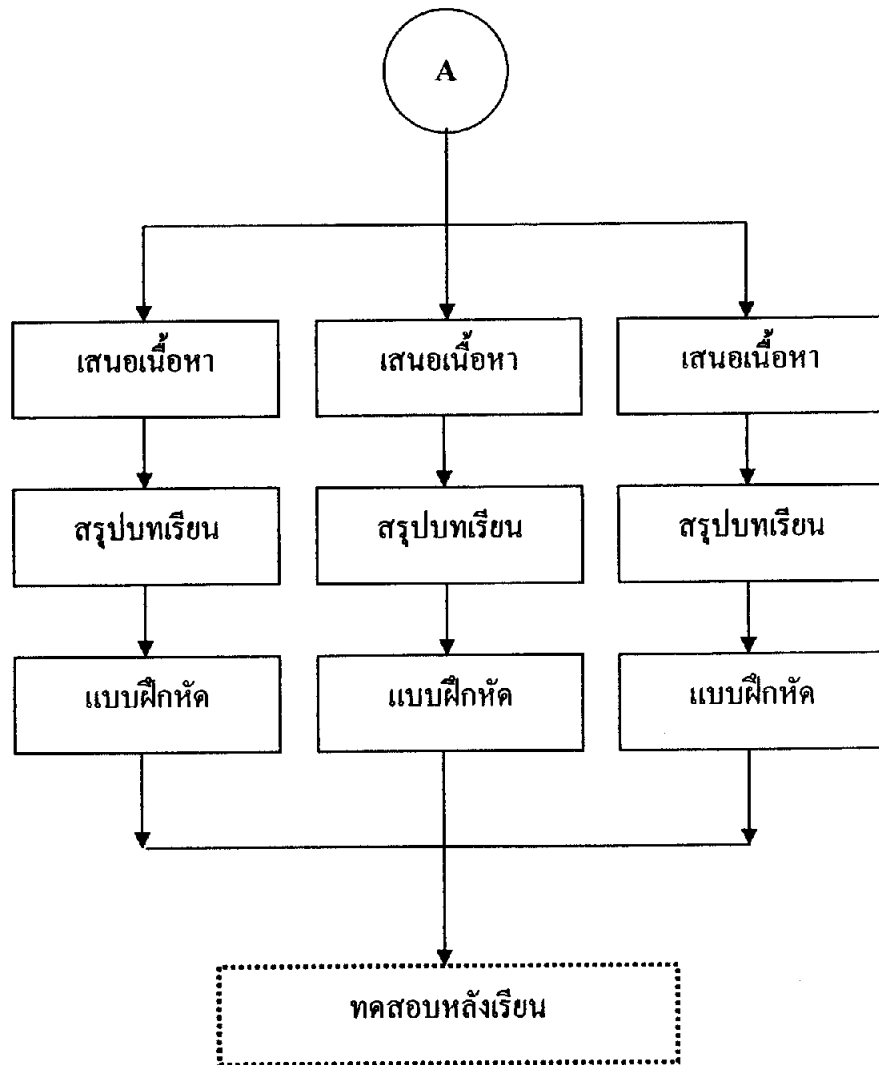 A
เสนอเนื้อหา เสนอเนื้อหา เสนอเนื้อหา
สรุปบทเรียน สรุปบทเรียน สรุปบทเรียน
แบบฝึกหัด แบบฝึกหัด แบบฝึกหัด
ทดสอบหลังเรียน